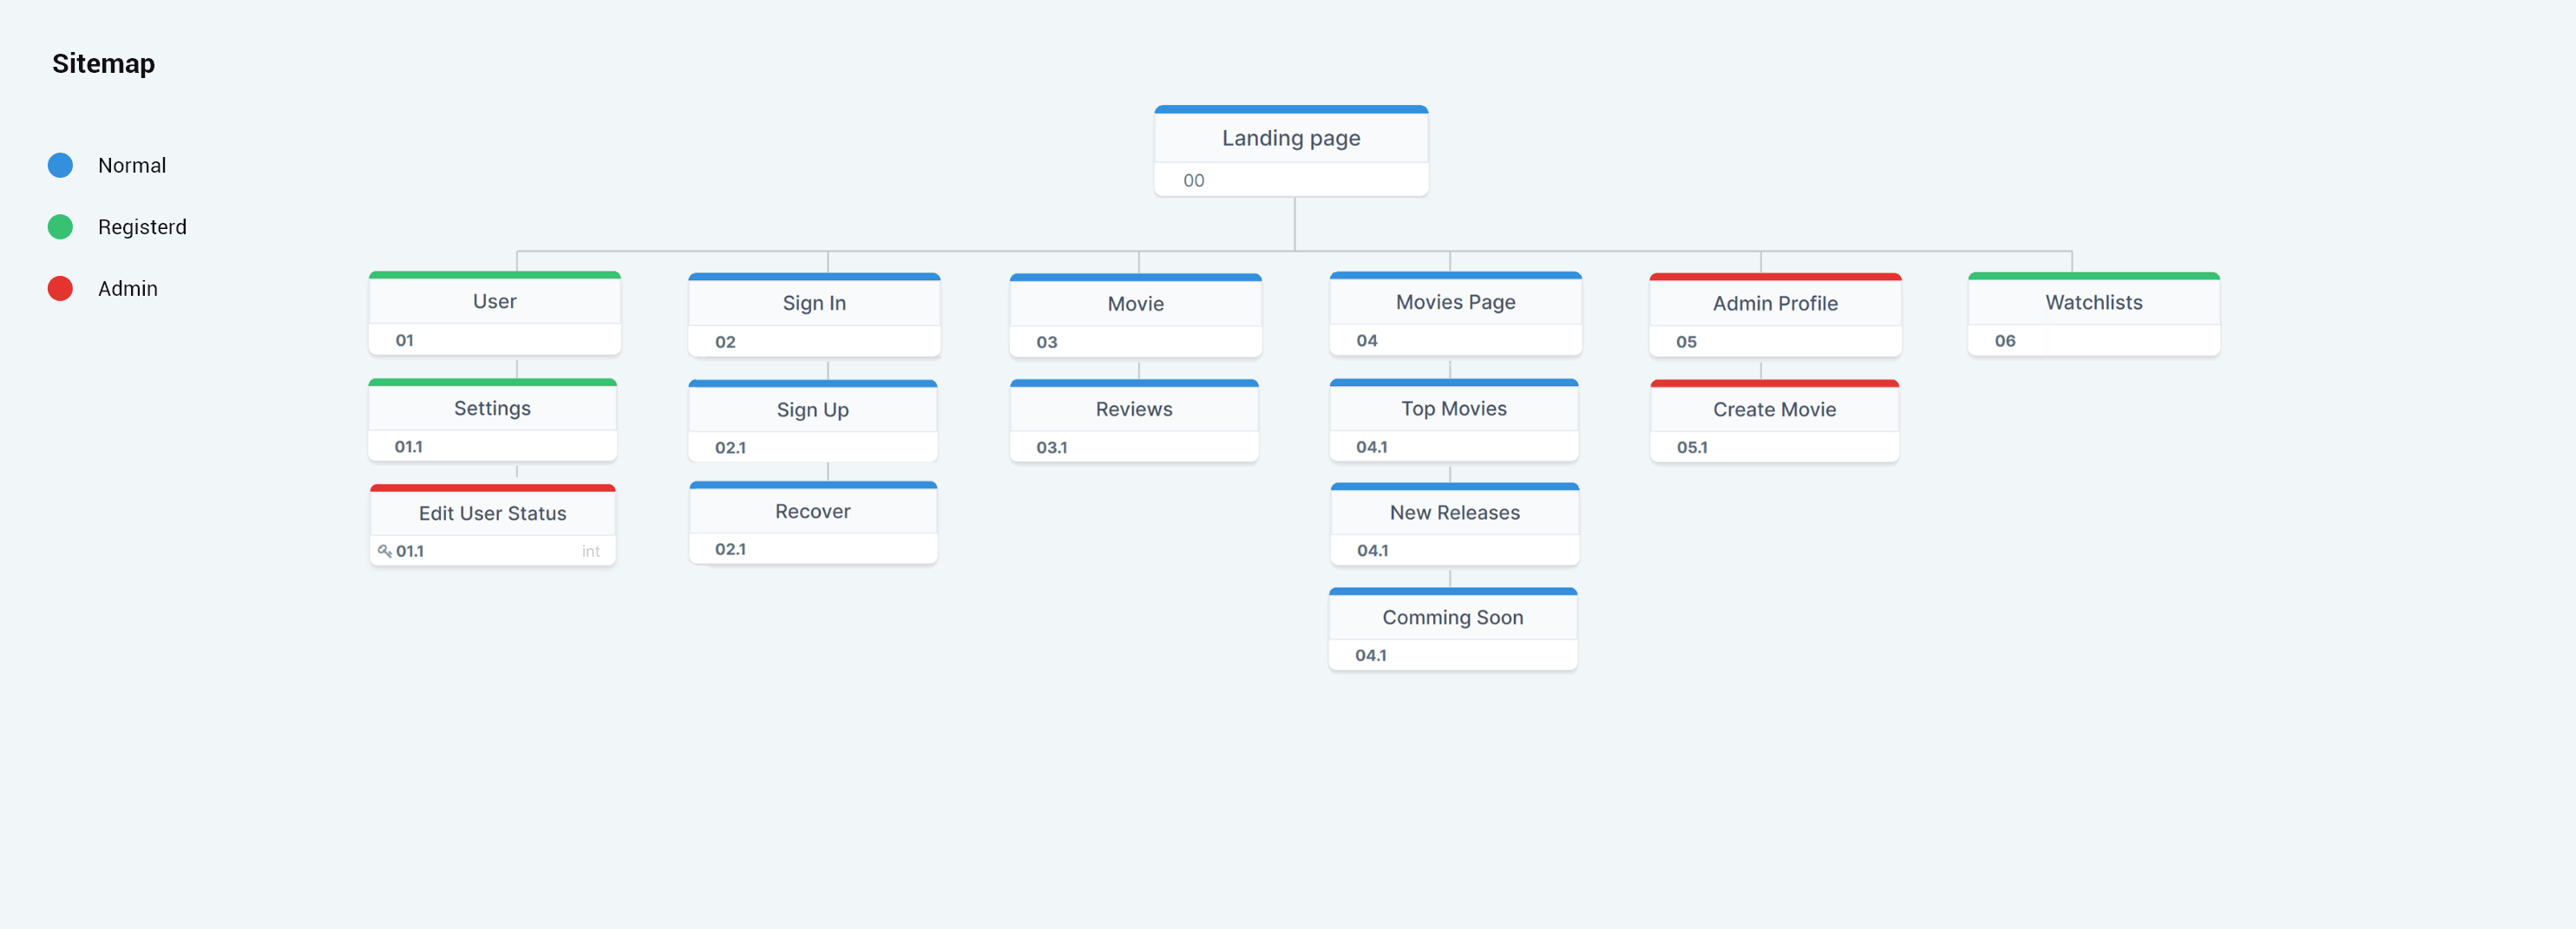 Sitemap
Normal
Registerd
Admin
Landing page
00
User
01
Settings
01.1
Edit User Status
01.1 int
Sign In
02
Sign Up
02.1
Recover
02.1
Movie
03
Reviews
03.1
Movies Page
04
Top Movies
04.1
New Releases
04.1
Comming Soon
04.1
Admin Profile
05
Create Movie
05.1
Watchlists
06